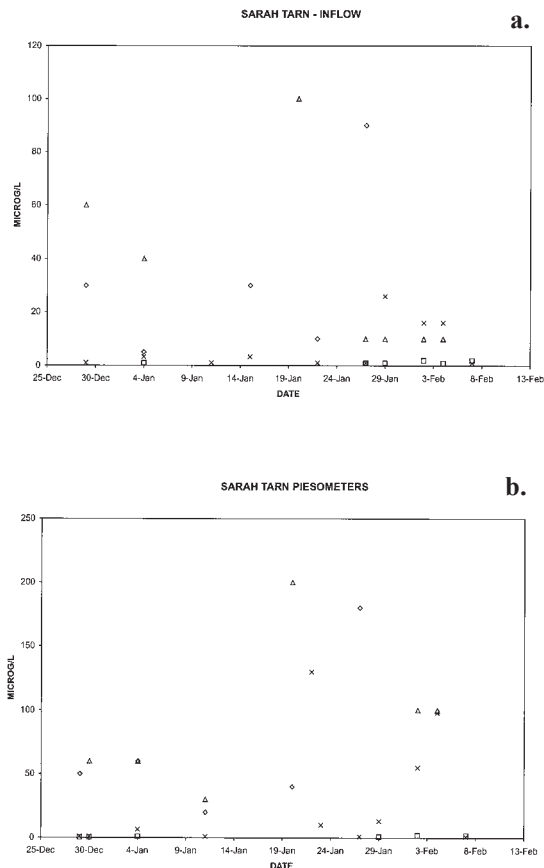 SARAH TARN - INFLOW
a.
120
100
80
60
40
20
0
MICROG/L
25-Dec 30-Dec 4-Jan 9-Jan 14-Jan 19-Jan 24-Jan 29-Jan 3-Feb 8-Feb 13-Feb
DATE
SARAH TARN PIESOMETERS
b.
250
200
150
100
50
0
MICROG/L
25-Dec 30-Dec 4-Jan 9-Jan 14-Jan 19-Jan 24-Jan 29-Jan 3-Feb 8-Feb 13-Feb
DATE